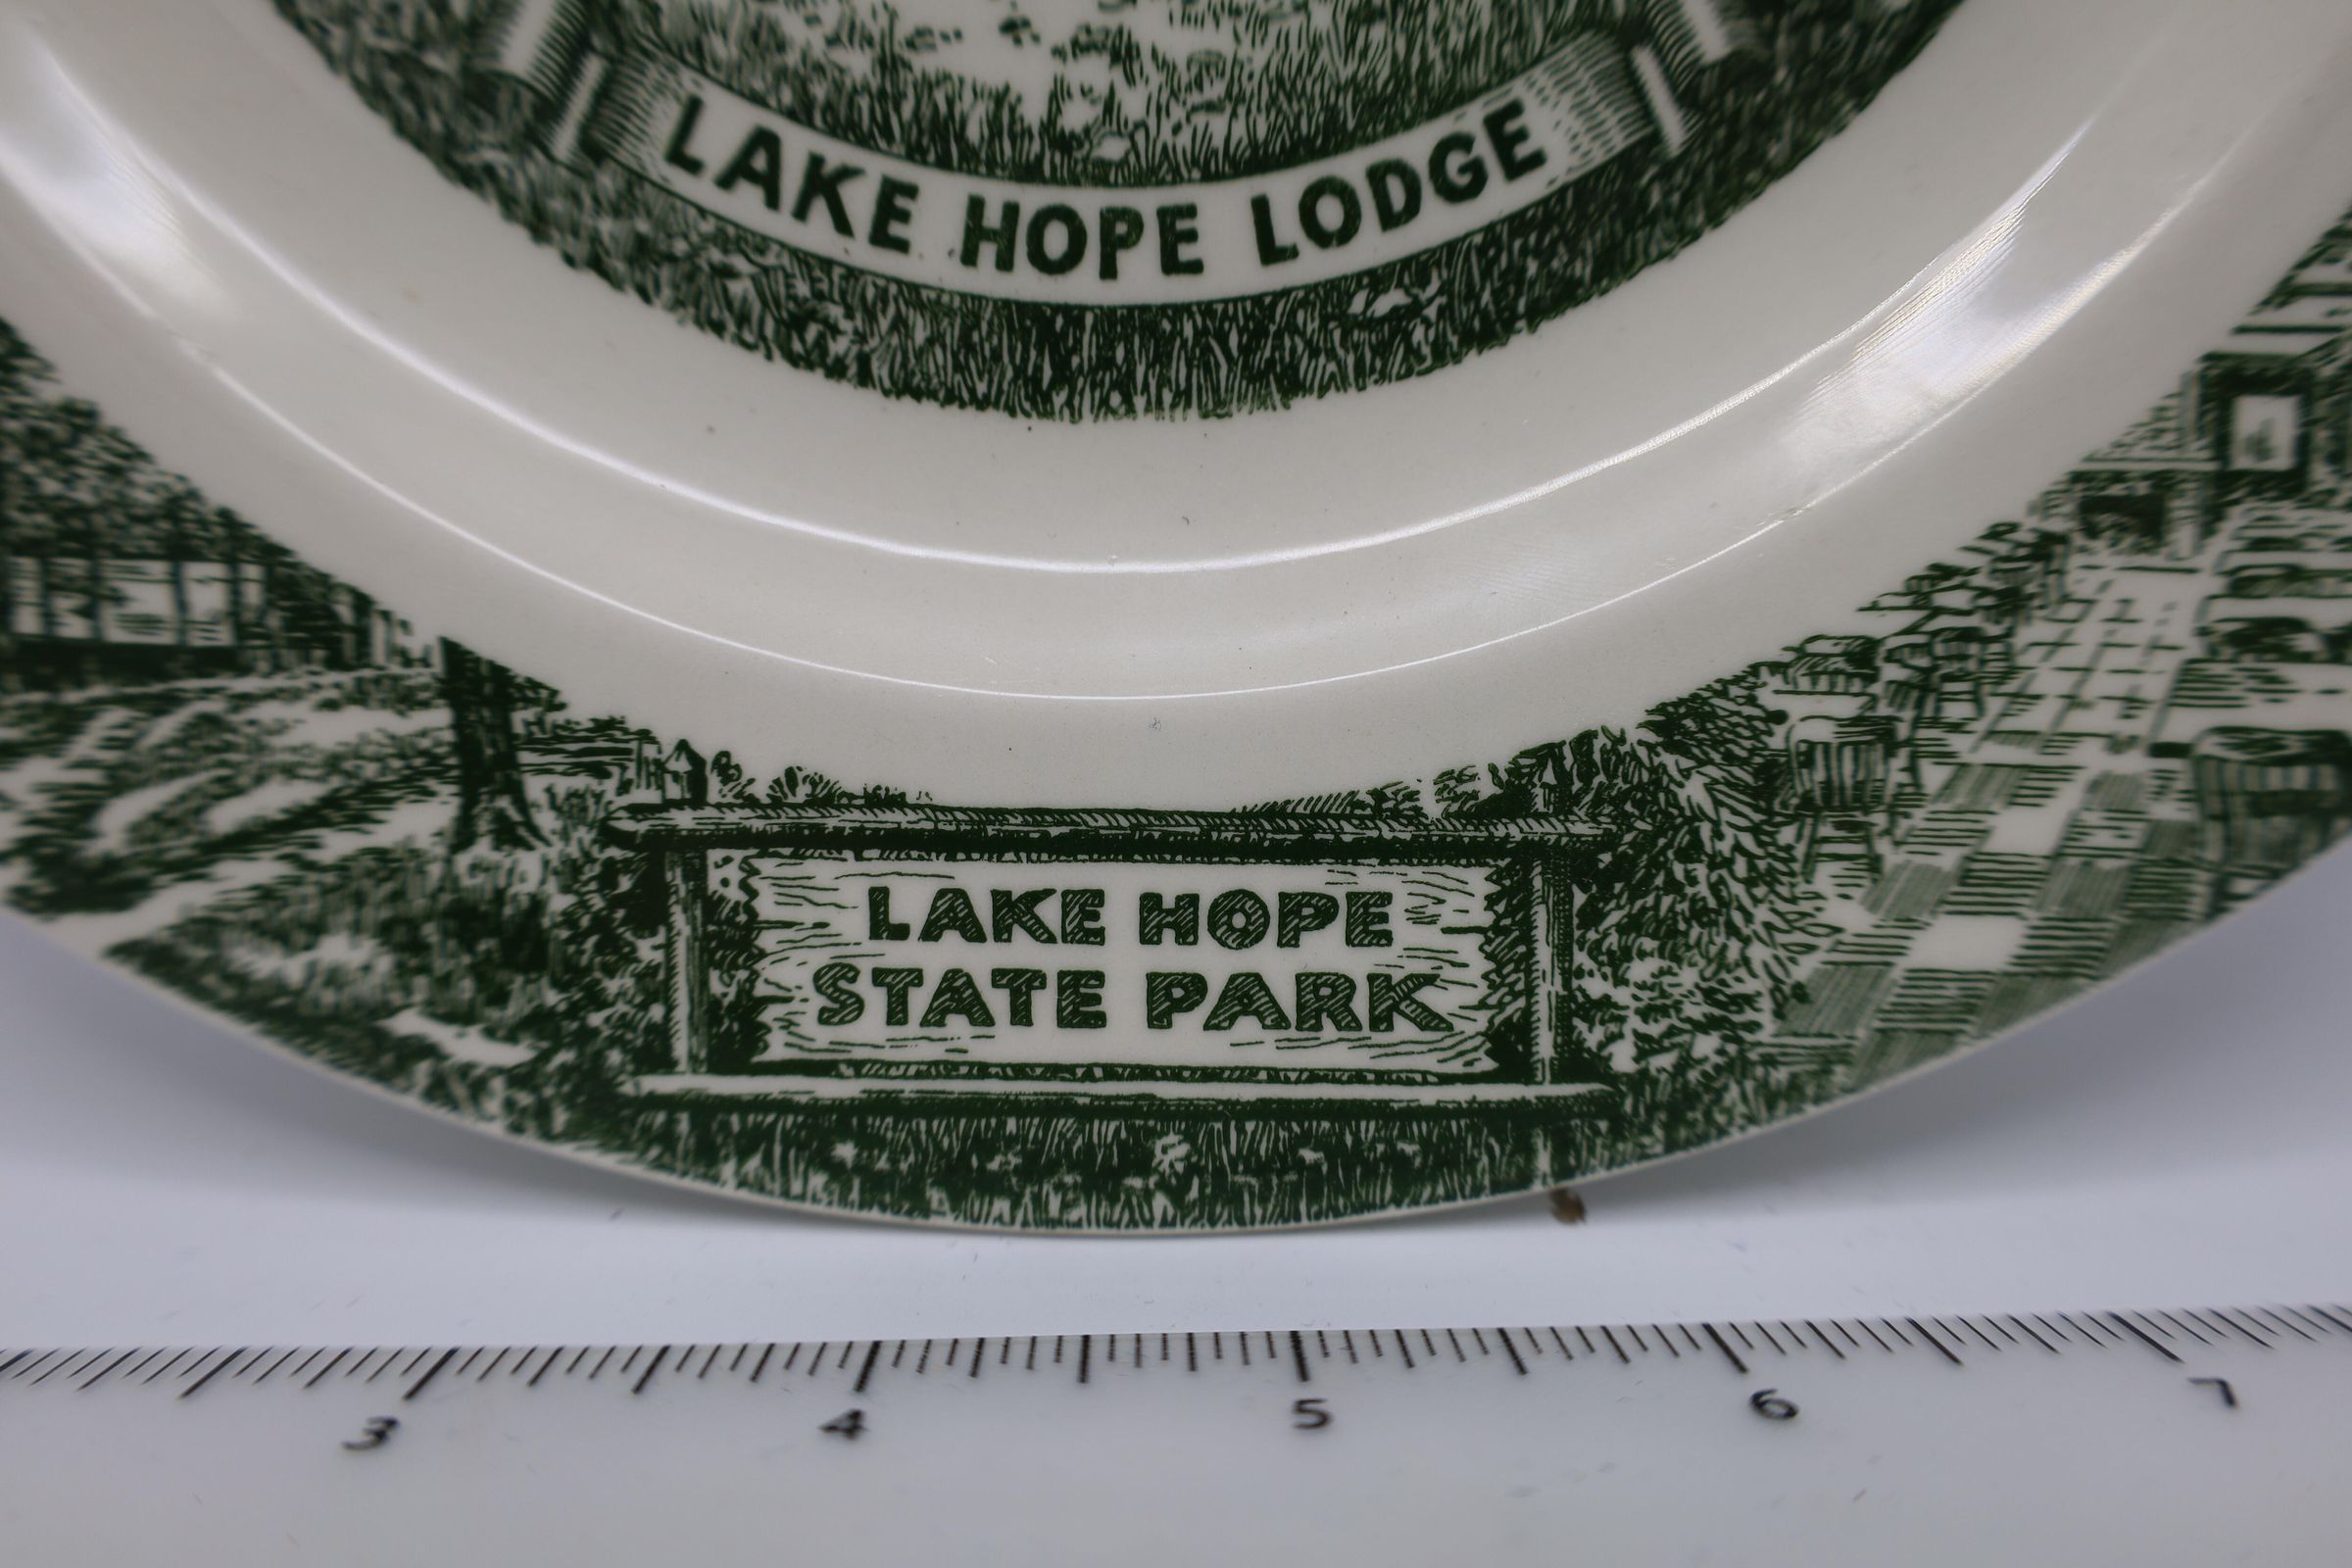 LAKE HOPE LODGE
LAKE HOPE
STATE PARK
3 4 5 6 7